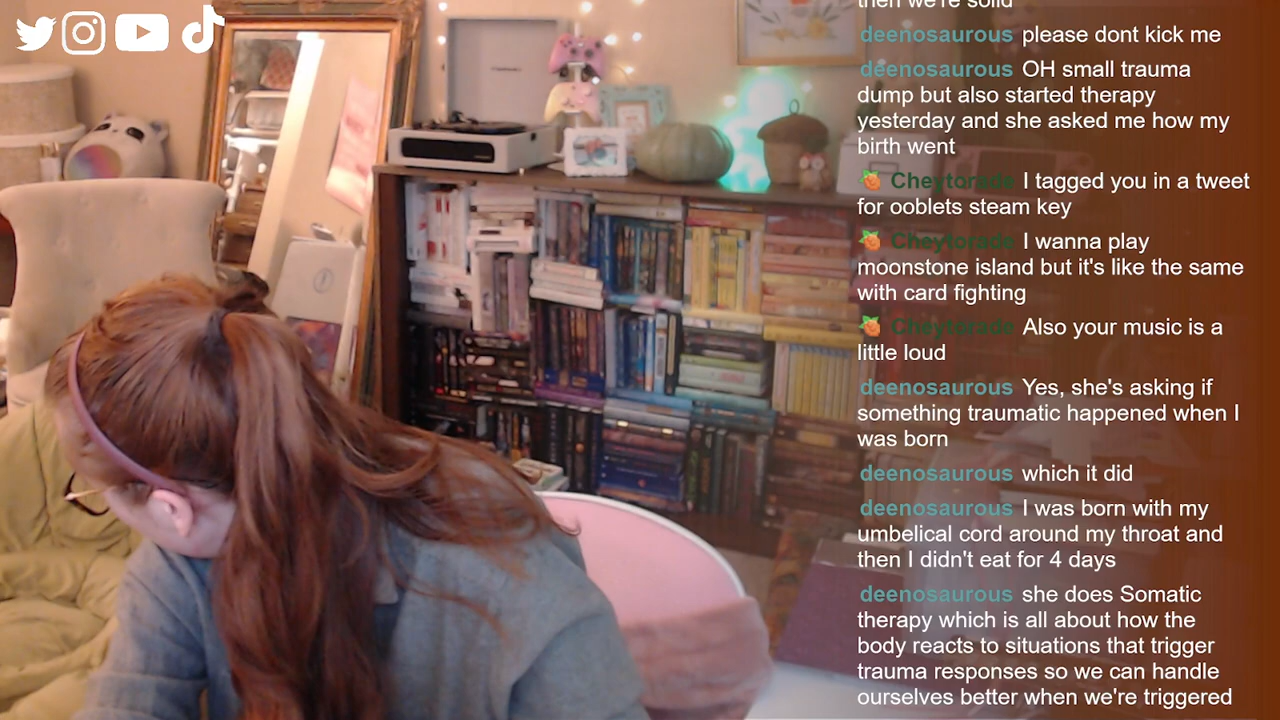 then we're solid
deenosaurous please dont kick me
deenosaurous OH small trauma
dump but also started therapy
yesterday and she asked me how my
birth went
Cheytorade I tagged you in a tweet
for ooblets steam key
Cheytorade I wanna play
moonstone island but it's like the same
with card fighting
Cheytorade Also your music is a
little loud
deenosaurous Yes, she's asking if
something traumatic happened when I
was born
deenosaurous which it did
deenosaurous I was born with my
umbelical cord around my throat and
then I didn't eat for 4 days
deenosaurous she does Somatic
therapy which is all about how the
body reacts to situations that trigger
trauma responses so we can handle
ourselves better when we're triggered